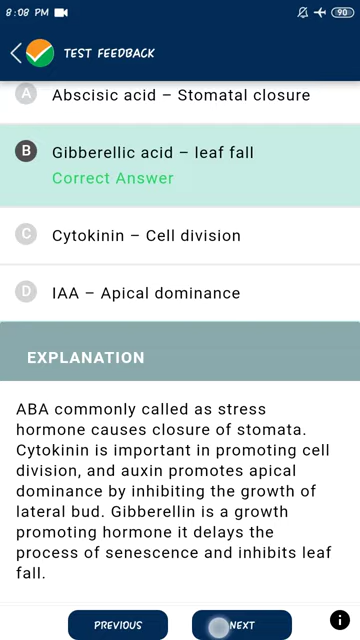 8:08 PM
90
TEST FEEDBACK
A Abscisic acid – Stomatal closure
B Gibberellic acid – leaf fall
Correct Answer
C Cytokinin – Cell division
D IAA – Apical dominance
EXPLANATION
ABA commonly called as stress
hormone causes closure of stomata.
Cytokinin is important in promoting cell
division, and auxin promotes apical
dominance by inhibiting the growth of
lateral bud. Gibberellin is a growth
promoting hormone it delays the
process of senescence and inhibits leaf
fall.
PREVIOUS
NEXT